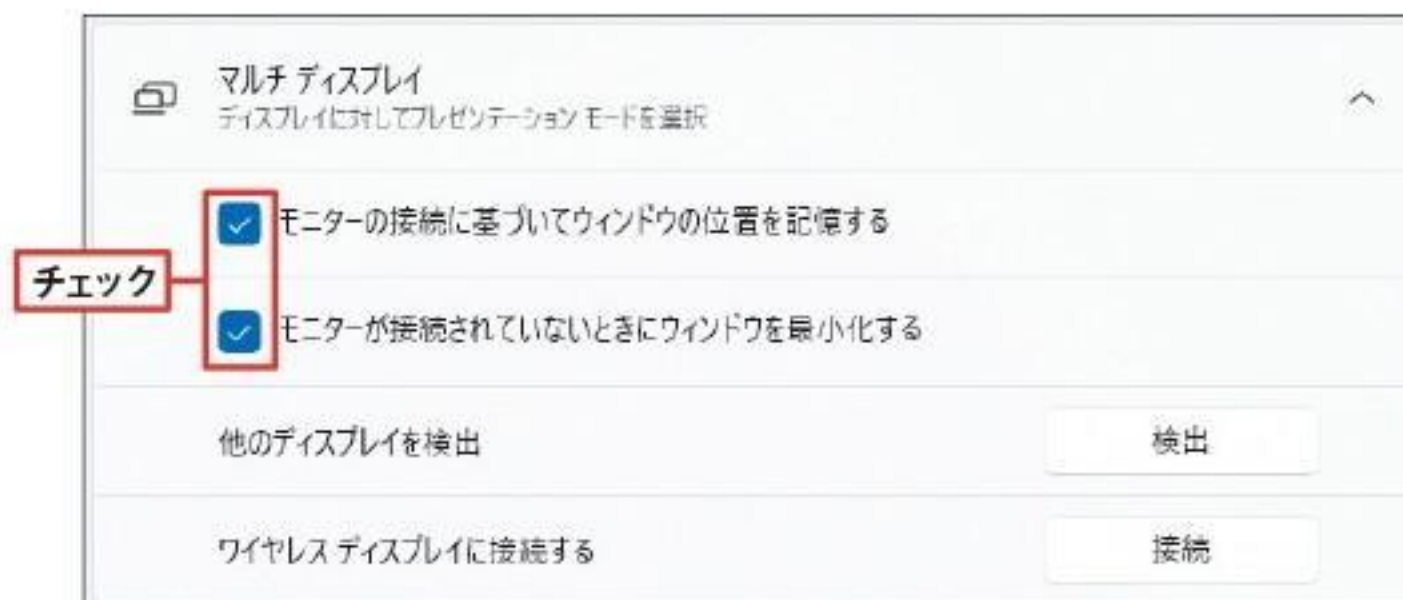 マルチ ディスプレイ
ディスプレイに対してプレゼンテーション モードを選択
モニターの接続に基づいてウィンドウの位置を記憶する
チェック
モニターが接続されていないときにウィンドウを最小化する
他のディスプレイを検出 検出
ワイヤレス ディスプレイに接続する 接続